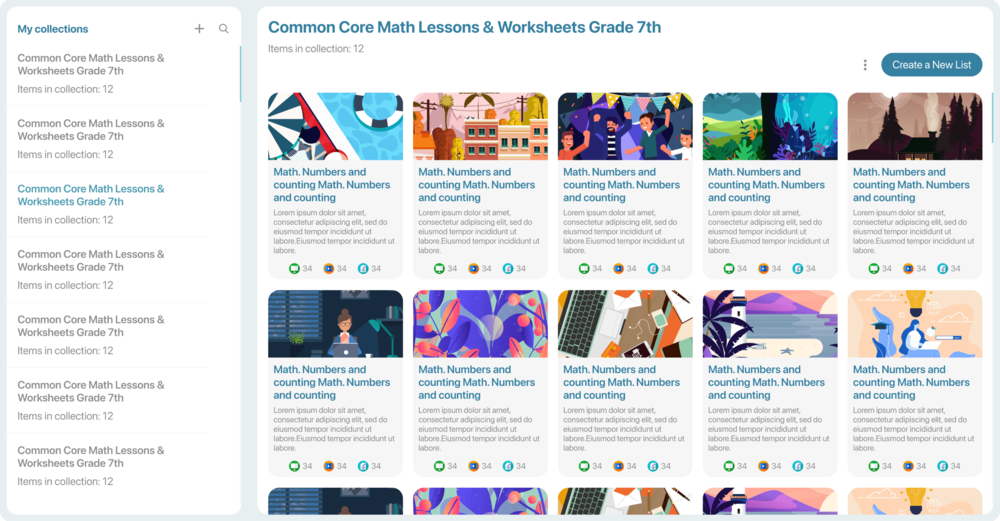 My collections
Common Core Math Lessons &
Worksheets Grade 7th
Items in collection: 12
Common Core Math Lessons &
Worksheets Grade 7th
Items in collection: 12
Common Core Math Lessons &
Worksheets Grade 7th
Items in collection: 12
Common Core Math Lessons &
Worksheets Grade 7th
Items in collection: 12
Common Core Math Lessons &
Worksheets Grade 7th
Items in collection: 12
Common Core Math Lessons &
Worksheets Grade 7th
Items in collection: 12
Common Core Math Lessons &
Worksheets Grade 7th
Items in collection: 12
Common Core Math Lessons & Worksheets Grade 7th
Items in collection: 12
Create a New List
Math. Numbers and
counting Math. Numbers
and counting
Lorem ipsum dolor sit amet,
consectetur adipiscing elit, sed do
eiusmod tempor incididunt ut
labore.Eiusmod tempor incididunt ut
labore.
34 34 34
Math. Numbers and
counting Math. Numbers
and counting
Lorem ipsum dolor sit amet,
consectetur adipiscing elit, sed do
eiusmod tempor incididunt ut
labore.Eiusmod tempor incididunt ut
labore.
34 34 34
Math. Numbers and
counting Math. Numbers
and counting
Lorem ipsum dolor sit amet,
consectetur adipiscing elit, sed do
eiusmod tempor incididunt ut
labore.Eiusmod tempor incididunt ut
labore.
34 34 34
Math. Numbers and
counting Math. Numbers
and counting
Lorem ipsum dolor sit amet,
consectetur adipiscing elit, sed do
eiusmod tempor incididunt ut
labore.Eiusmod tempor incididunt ut
labore.
34 34 34
Math. Numbers and
counting Math. Numbers
and counting
Lorem ipsum dolor sit amet,
consectetur adipiscing elit, sed do
eiusmod tempor incididunt ut
labore.Eiusmod tempor incididunt ut
labore.
34 34 34
Math. Numbers and
counting Math. Numbers
and counting
Lorem ipsum dolor sit amet,
consectetur adipiscing elit, sed do
eiusmod tempor incididunt ut
labore.Eiusmod tempor incididunt ut
labore.
34 34 34
Math. Numbers and
counting Math. Numbers
and counting
Lorem ipsum dolor sit amet,
consectetur adipiscing elit, sed do
eiusmod tempor incididunt ut
labore.Eiusmod tempor incididunt ut
labore.
34 34 34
Math. Numbers and
counting Math. Numbers
and counting
Lorem ipsum dolor sit amet,
consectetur adipiscing elit, sed do
eiusmod tempor incididunt ut
labore.Eiusmod tempor incididunt ut
labore.
34 34 34
Math. Numbers and
counting Math. Numbers
and counting
Lorem ipsum dolor sit amet,
consectetur adipiscing elit, sed do
eiusmod tempor incididunt ut
labore.Eiusmod tempor incididunt ut
labore.
34 34 34
Math. Numbers and
counting Math. Numbers
and counting
Lorem ipsum dolor sit amet,
consectetur adipiscing elit, sed do
eiusmod tempor incididunt ut
labore.Eiusmod tempor incididunt ut
labore.
34 34 34